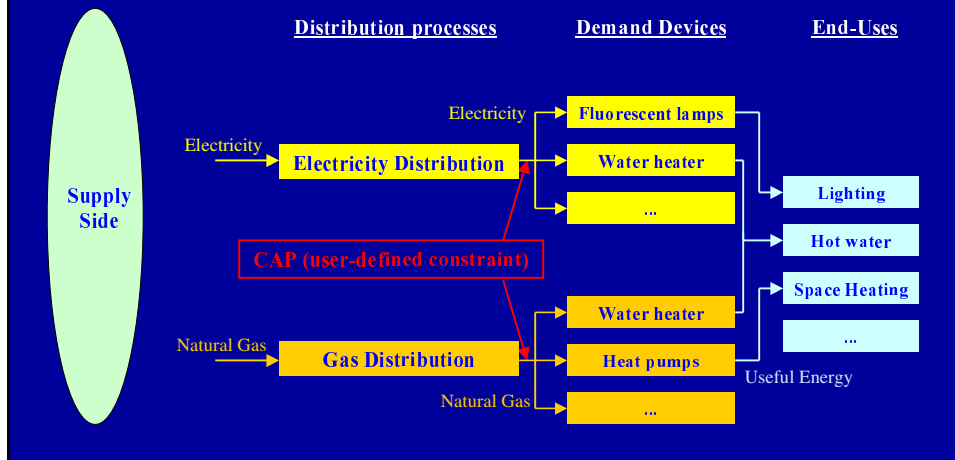 Distribution processes
Demand Devices
End-Uses
Electricity
Fluorescent lamps
Electricity
Electricity Distribution
Water heater
Supply
Side
Lighting
...
Hot water
CAP (user-defined constraint)
Space Heating
Water heater
...
Natural Gas
Gas Distribution
Heat pumps
Useful Energy
Natural Gas
...